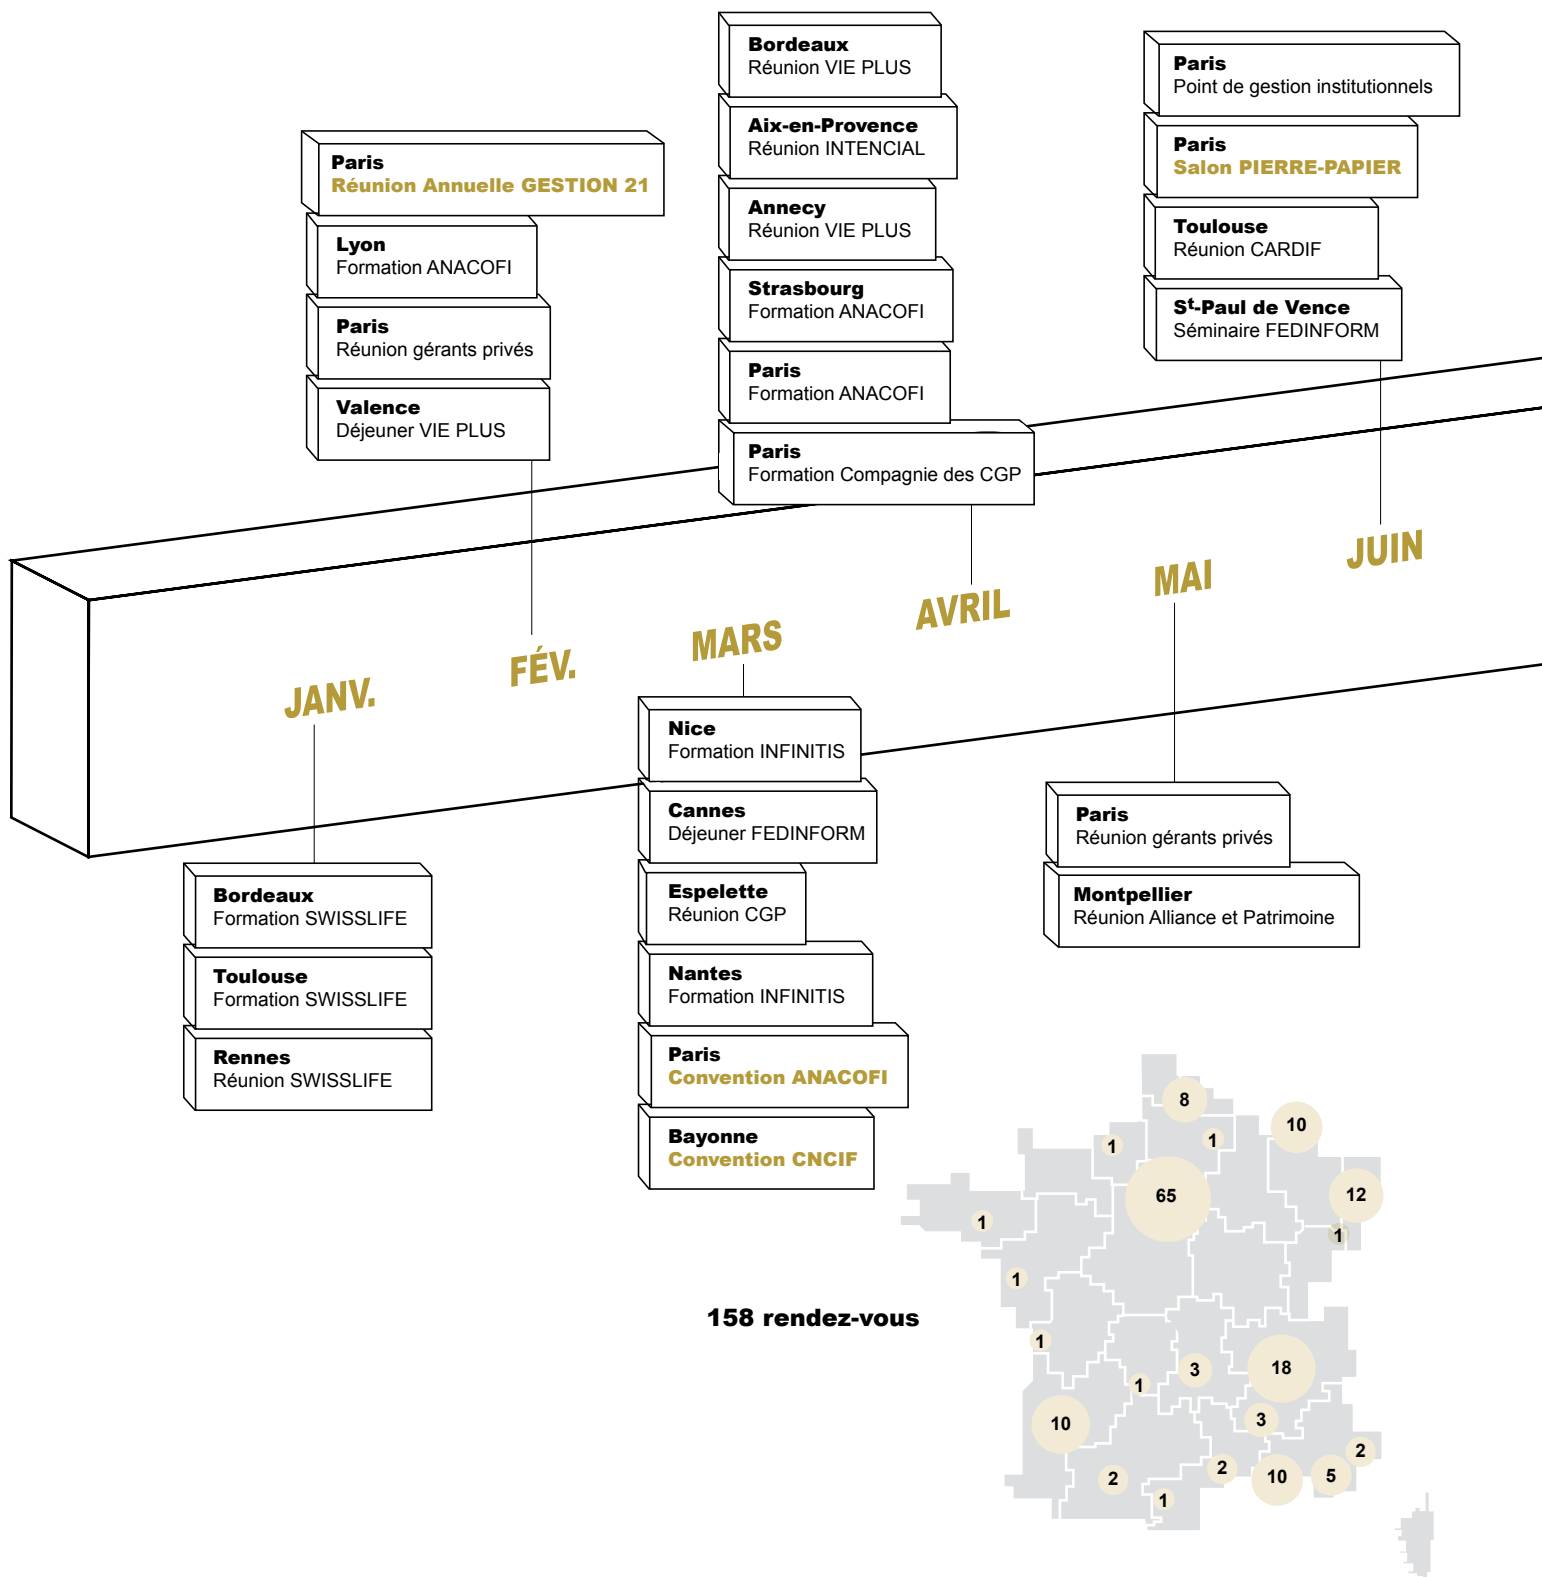 Paris
Réunion Annuelle GESTION 21
Lyon
Formation ANACOFI
Paris
Réunion gérants privés
Valence
Déjeuner VIE PLUS
Bordeaux
Réunion VIE PLUS
Aix-en-Provence
Réunion INTENCIAL
Annecy
Réunion VIE PLUS
Strasbourg
Formation ANACOFI
Paris
Formation ANACOFI
Paris
Formation Compagnie des CGP
Paris
Point de gestion institutionnels
Paris
Salon PIERRE-PAPIER
Toulouse
Réunion CARDIF
St-Paul de Vence
Séminaire FEDINFORM
JANV.
FÉV.
MARS
AVRIL
MAI
JUIN
Bordeaux
Formation SWISSLIFE
Toulouse
Formation SWISSLIFE
Rennes
Réunion SWISSLIFE
Nice
Formation INFINITIS
Cannes
Déjeuner FEDINFORM
Espelette
Réunion CGP
Nantes
Formation INFINITIS
Paris
Convention ANACOFI
Bayonne
Convention CNCIF
Paris
Réunion gérants privés
Montpellier
Réunion Alliance et Patrimoine
158 rendez-vous
8
10
1
1
65
12
1
1
1
1
3
18
1
10
3
2
2
2
10
5
1